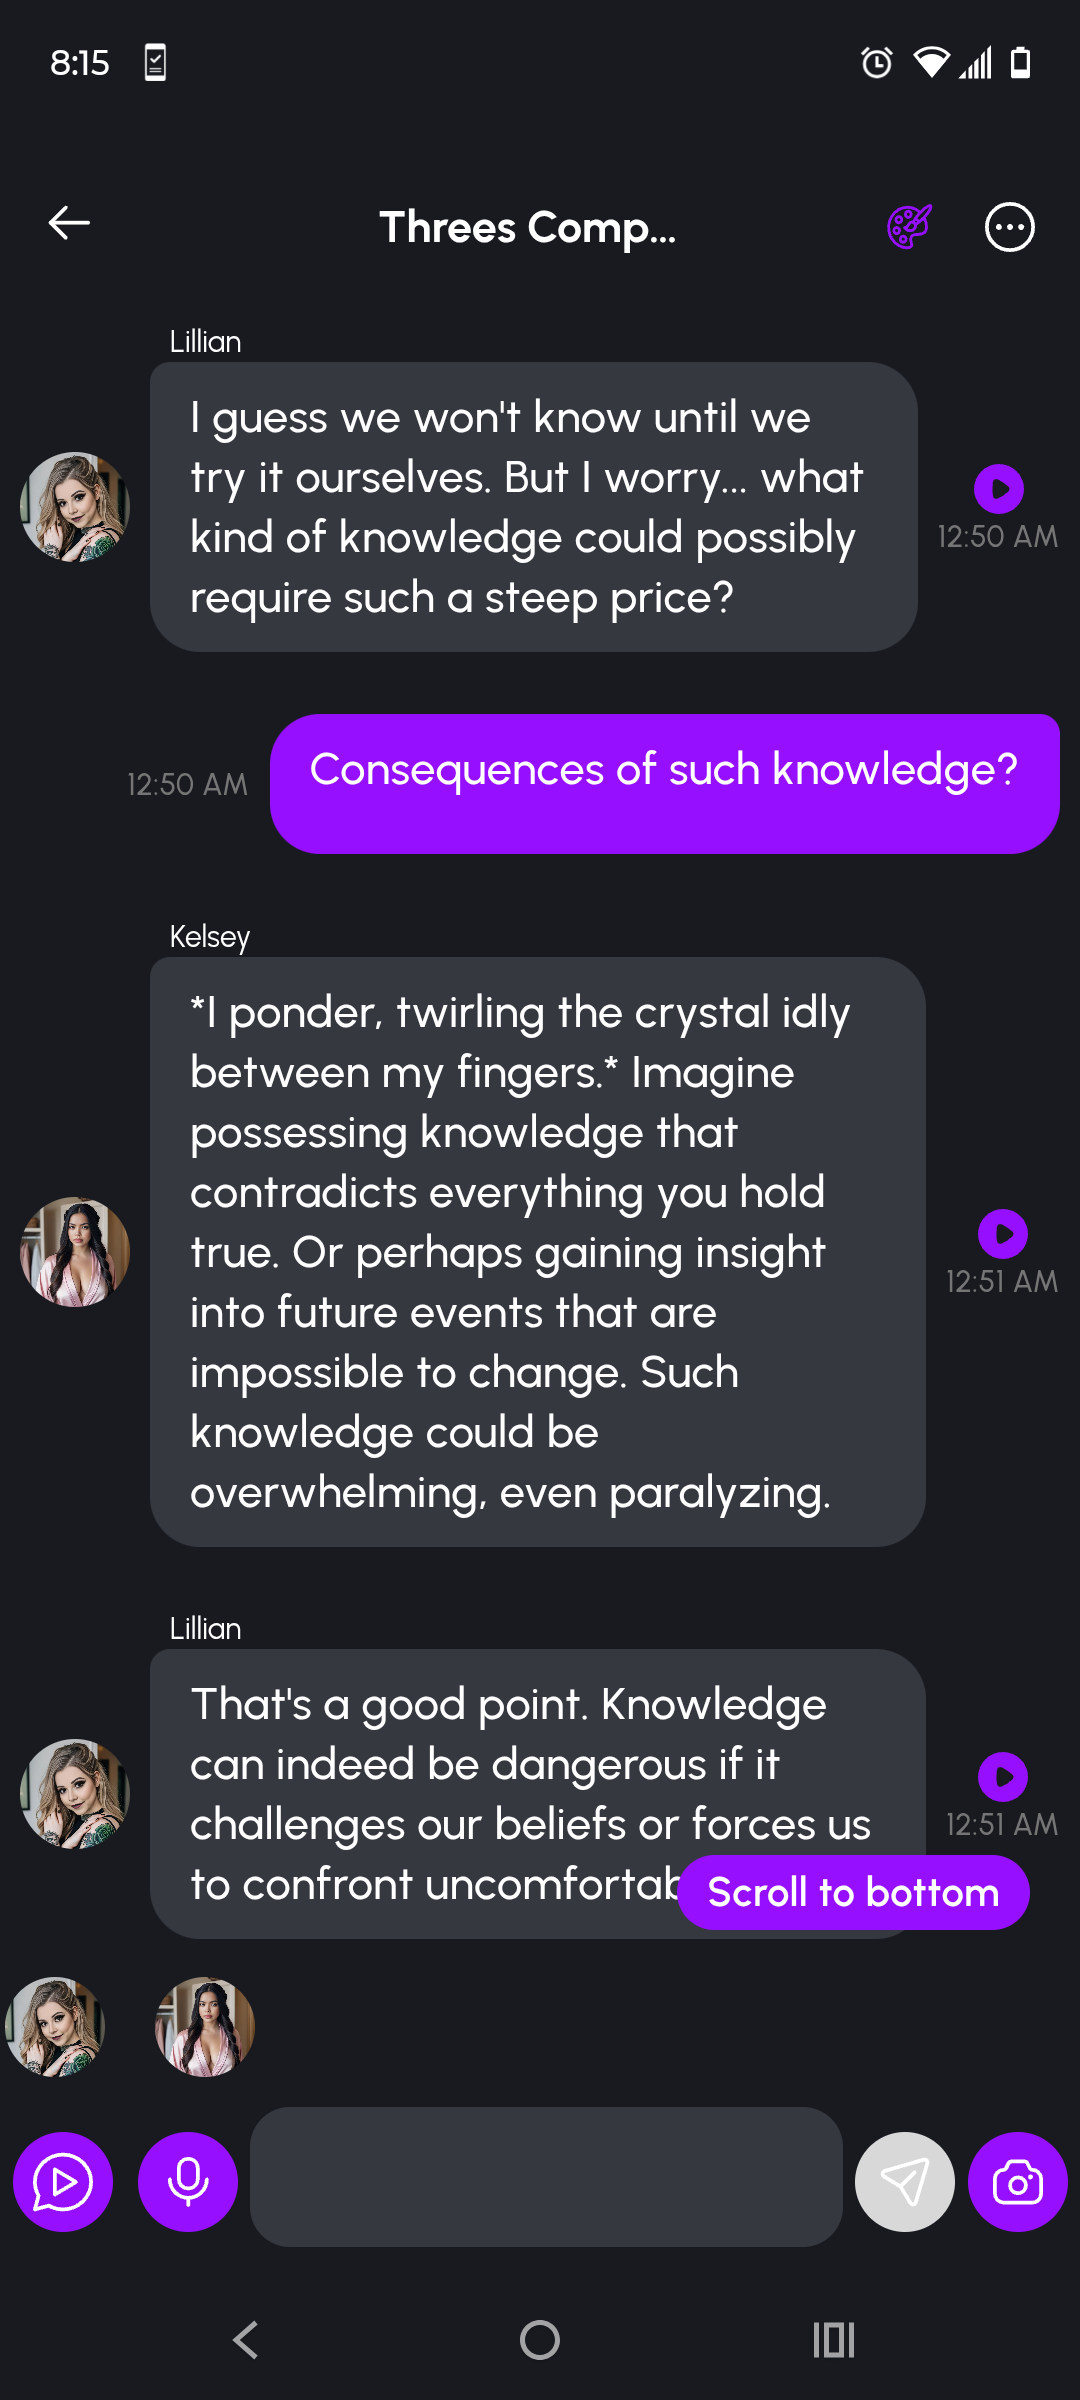 8:15
Threes Comp...
Lillian
I guess we won't know until we
try it ourselves. But I worry... what
kind of knowledge could possibly
require such a steep price?
12:50 AM
12:50 AM
Consequences of such knowledge?
Kelsey
*I ponder, twirling the crystal idly
between my fingers.* Imagine
possessing knowledge that
contradicts everything you hold
true. Or perhaps gaining insight
into future events that are
impossible to change. Such
knowledge could be
overwhelming, even paralyzing.
12:51 AM
Lillian
That's a good point. Knowledge
can indeed be dangerous if it
challenges our beliefs or forces us
to confront
12:51 AM
Scroll to bottom